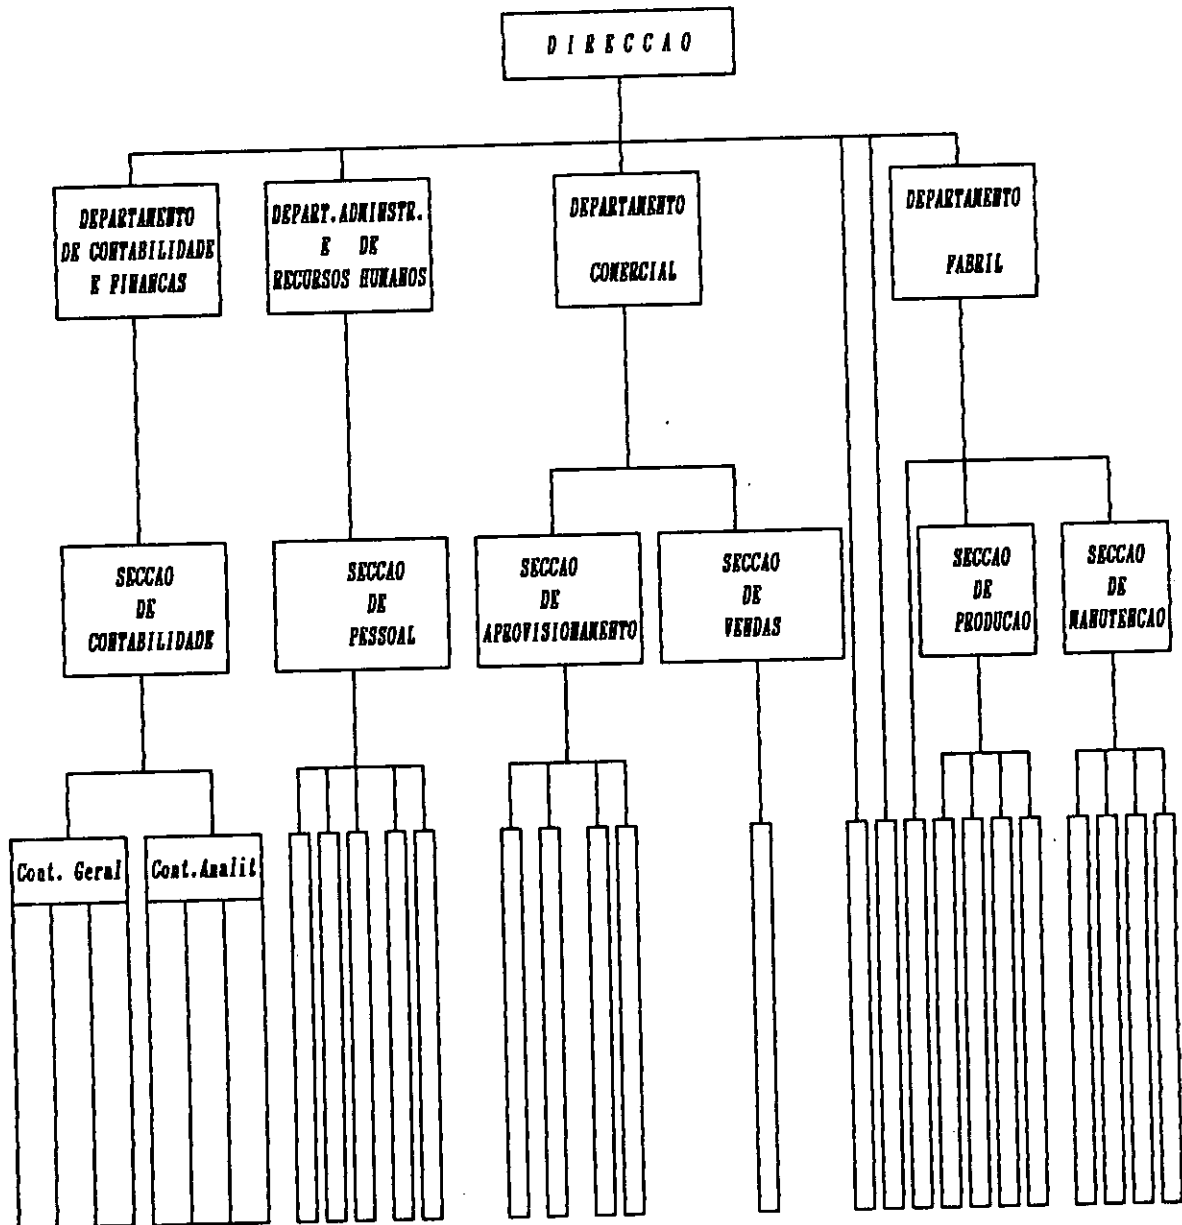 DIRECCAO
DEPARTAMENTO
DE CONTABILIDADE
E FINANCAS
DEPART.ADMINSTR.
E DE
RECURSOS HUMANOS
DEPARTAMENTO
COMERCIAL
DEPARTAMENTO
FABRIL
SECCAO
DE
CONTABILIDADE
SECCAO
DE
PESSOAL
SECCAO
DE
APROVISIONAMENTO
SECCAO
DE
VENDAS
SECCAO
DE
PRODUCAO
SECCAO
DE
MANUTENCAO
Cont. Geral
Cont.Analit